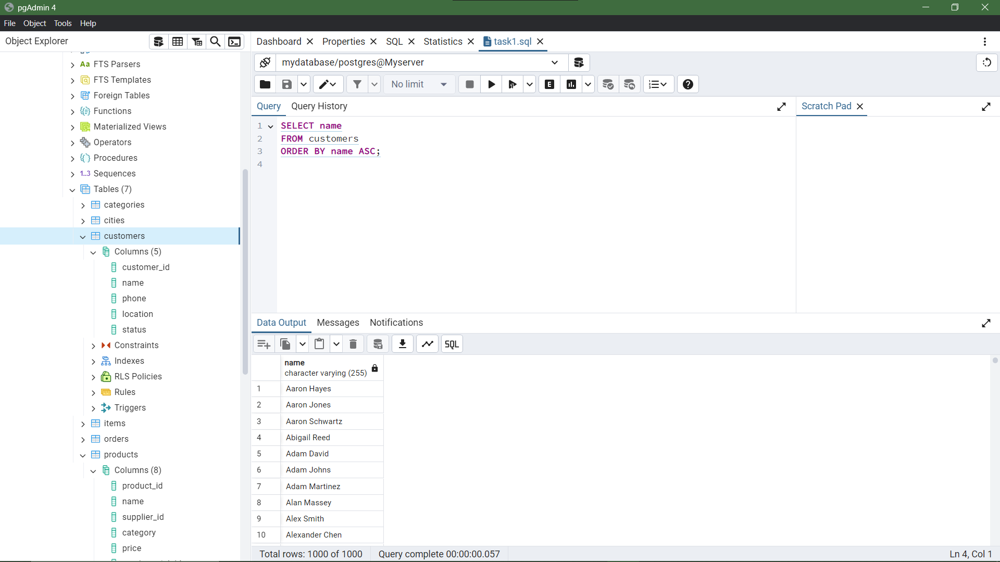 pgAdmin 4
File Object Tools Help
Object Explorer
Aa FTS Parsers
FTS Templates
Foreign Tables
Functions
Materialized Views
Operators
Procedures
1..3 Sequences
Tables (7)
categories
cities
customers
Columns (5)
customer_id
name
phone
location
status
Constraints
Indexes
RLS Policies
Rules
Triggers
items
orders
products
Columns (8)
product_id
name
supplier_id
category
price
Dashboard Properties SQL Statistics task1.sql
mydatabase/postgres@Myserver
No limit E
Query Query History
1 SELECT name
2 FROM customers
3 ORDER BY name ASC;
4
Scratch Pad
Data Output Messages Notifications
SQL
name
character varying (255)
1 Aaron Hayes
2 Aaron Jones
3 Aaron Schwartz
4 Abigail Reed
5 Adam David
6 Adam Johns
7 Adam Martinez
8 Alan Massey
9 Alex Smith
10 Alexander Chen
Total rows: 1000 of 1000 Query complete 00:00:00.057 Ln 4, Col 1